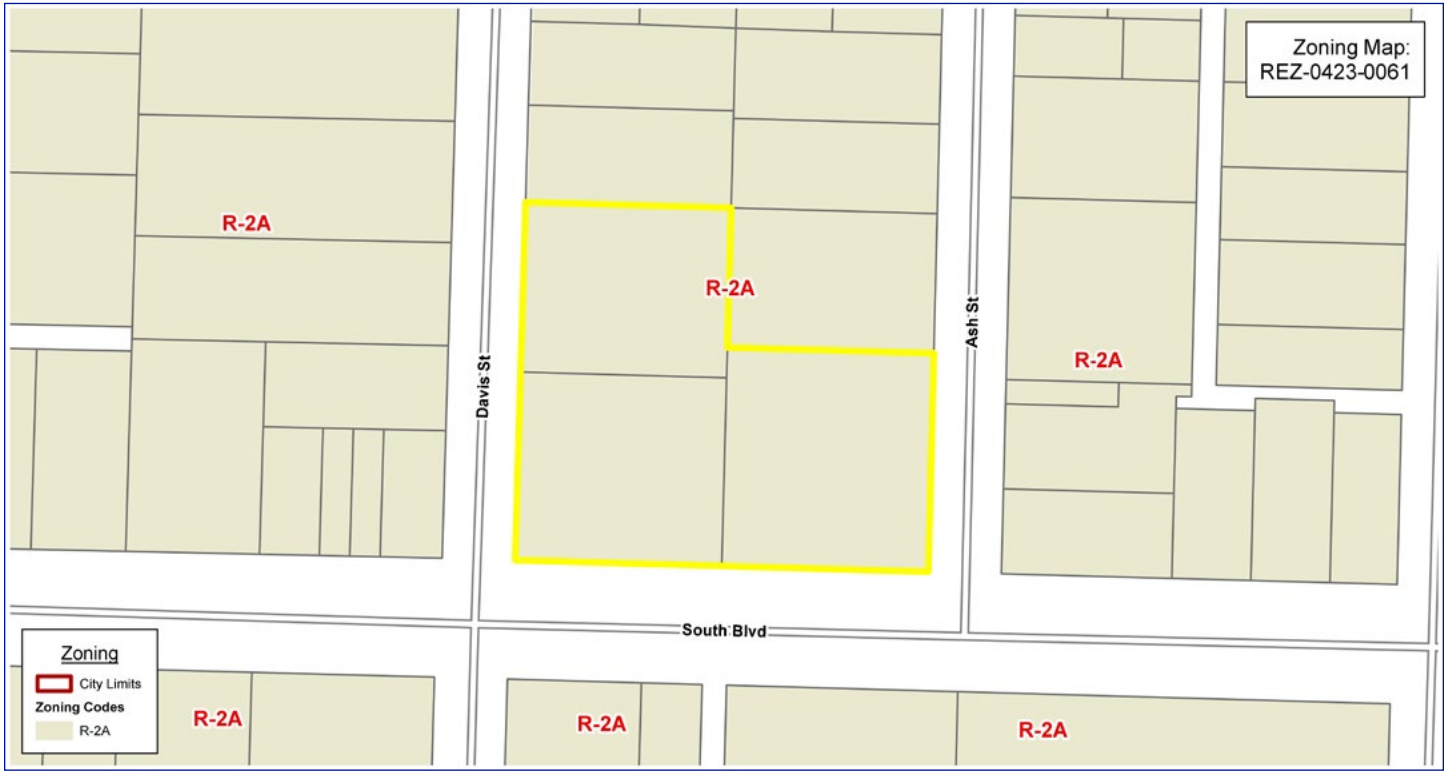 Zoning Map:
REZ-0423-0061
R-2A
R-2A
Ash St
R-2A
Davis St
South Blvd
Zoning
City Limits
Zoning Codes
R-2A
R-2A
R-2A
R-2A